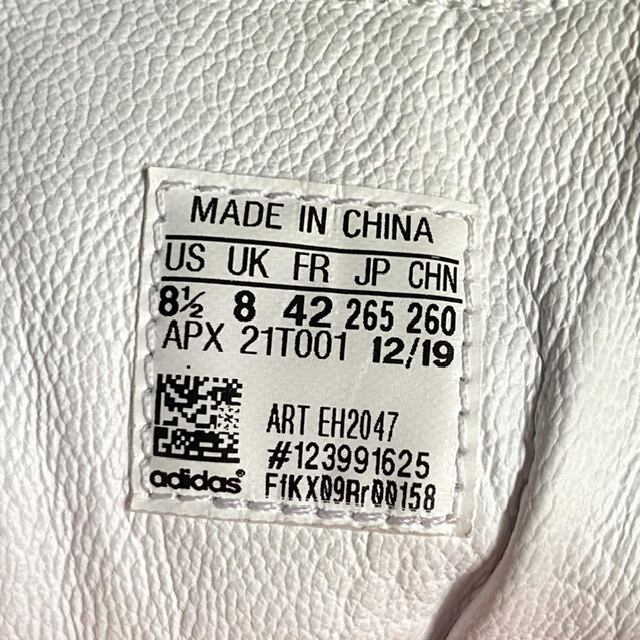 MADE IN CHINA
US UK FR JP CHN
8½ 8 42 265 260
APX 21T001 12/19
ART EH2047
#123991625
adidas FfKX09Rr00158